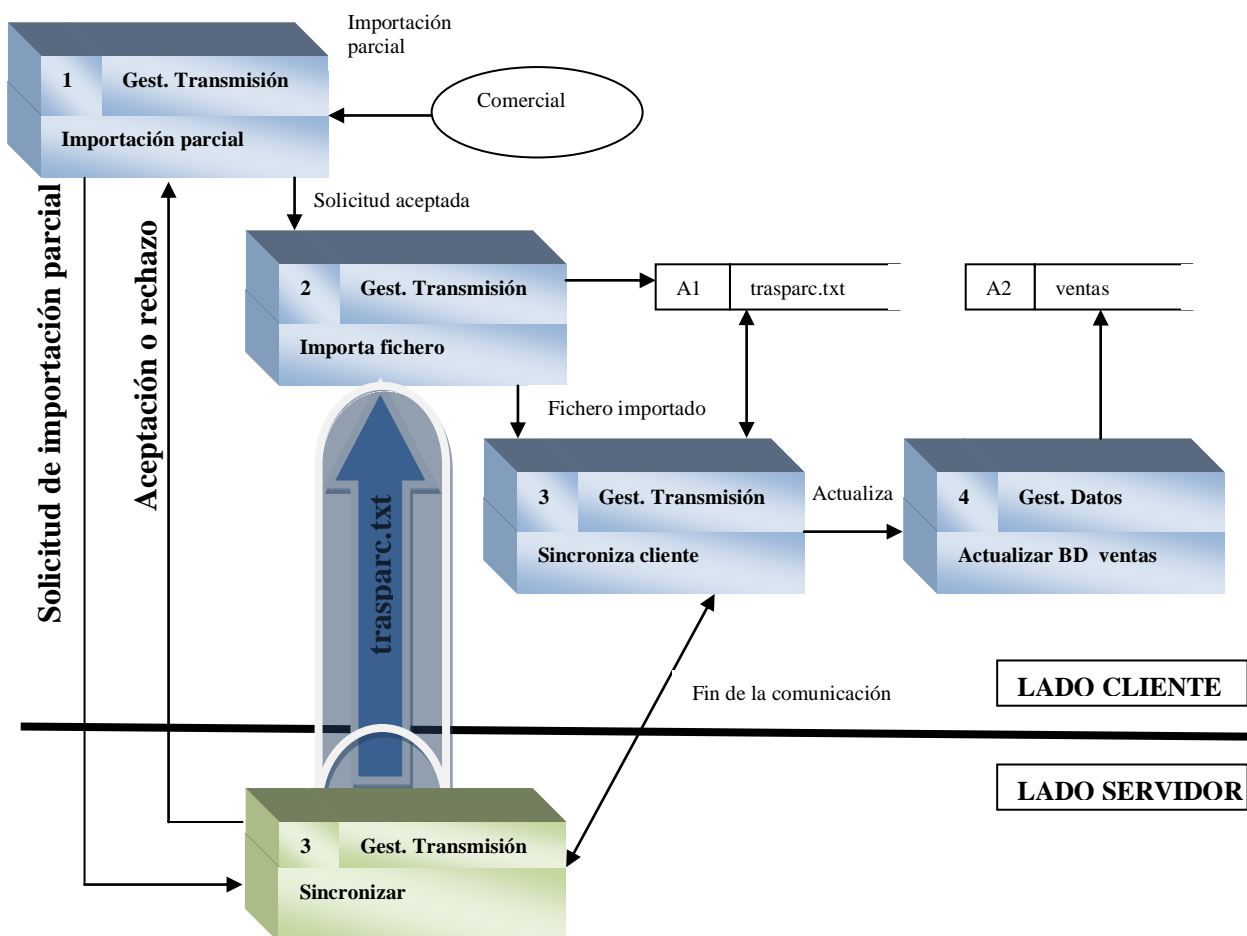 Importación
parcial
1 Gest. Transmisión
Comercial
Importación parcial
Solicitud de importación parcial
Aceptación o rechazo
Solicitud aceptada
2 Gest. Transmisión
A1 trasparc.txt
A2 ventas
Importa fichero
Fichero importado
trasparc.txt
3 Gest. Transmisión
Actualiza
4 Gest. Datos
Sincroniza cliente
Actualizar BD ventas
Fin de la comunicación
LADO CLIENTE
LADO SERVIDOR
3 Gest. Transmisión
Sincronizar